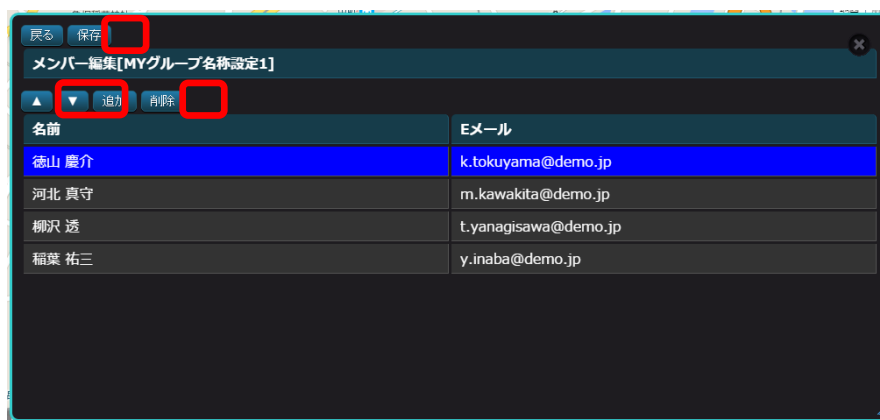 戻る 保存
メンバー編集[MYグループ名称設定1]
▲ ▼ 追加 削除
名前 Eメール
徳山 慶介 k.tokuyama@demo.jp
河北 真守 m.kawakita@demo.jp
柳沢 透 t.yanagisawa@demo.jp
稲葉 祐三 y.inaba@demo.jp